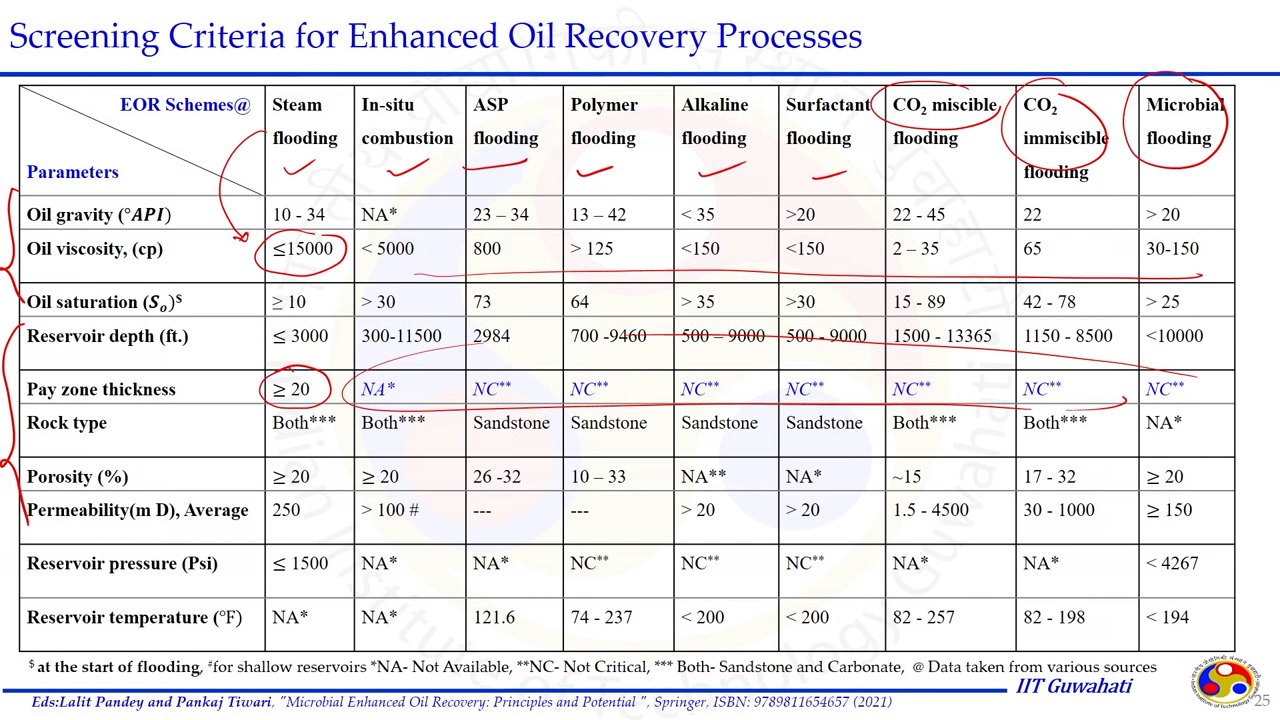 Screening Criteria for Enhanced Oil Recovery Processes
EOR Schemes@ Parameters | Steam flooding | In-situ combustion | ASP flooding | Polymer flooding | Alkaline flooding | Surfactant flooding | CO₂ miscible flooding | CO₂ immiscible flooding | Microbial flooding
Oil gravity (°API) | 10 - 34 | NA* | 23 – 34 | 13 – 42 | < 35 | >20 | 22 - 45 | 22 | > 20
Oil viscosity, (cp) | ≤15000 | < 5000 | 800 | > 125 | <150 | <150 | 2 – 35 | 65 | 30-150
Oil saturation (Sₒ)$ | ≥ 10 | > 30 | 73 | 64 | > 35 | >30 | 15 - 89 | 42 - 78 | > 25
Reservoir depth (ft.) | ≤ 3000 | 300-11500 | 2984 | 700 -9460 | 500 – 9000 | 500 - 9000 | 1500 - 13365 | 1150 - 8500 | <10000
Pay zone thickness | ≥ 20 | NA* | NC** | NC** | NC** | NC** | NC** | NC** | NC**
Rock type | Both*** | Both*** | Sandstone | Sandstone | Sandstone | Sandstone | Both*** | Both*** | NA*
Porosity (%) | ≥ 20 | ≥ 20 | 26 -32 | 10 – 33 | NA** | NA* | ~15 | 17 - 32 | ≥ 20
Permeability(m D), Average | 250 | > 100 # | --- | --- | > 20 | > 20 | 1.5 - 4500 | 30 - 1000 | ≥ 150
Reservoir pressure (Psi) | ≤ 1500 | NA* | NA* | NC** | NC** | NC** | NA* | NA* | < 4267
Reservoir temperature (°F) | NA* | NA* | 121.6 | 74 - 237 | < 200 | < 200 | 82 - 257 | 82 - 198 | < 194
$ at the start of flooding, #for shallow reservoirs *NA- Not Available, **NC- Not Critical, *** Both- Sandstone and Carbonate, @ Data taken from various sources
IIT Guwahati
Eds:Lalit Pandey and Pankaj Tiwari, "Microbial Enhanced Oil Recovery: Principles and Potential ", Springer, ISBN: 9789811654657 (2021)
25